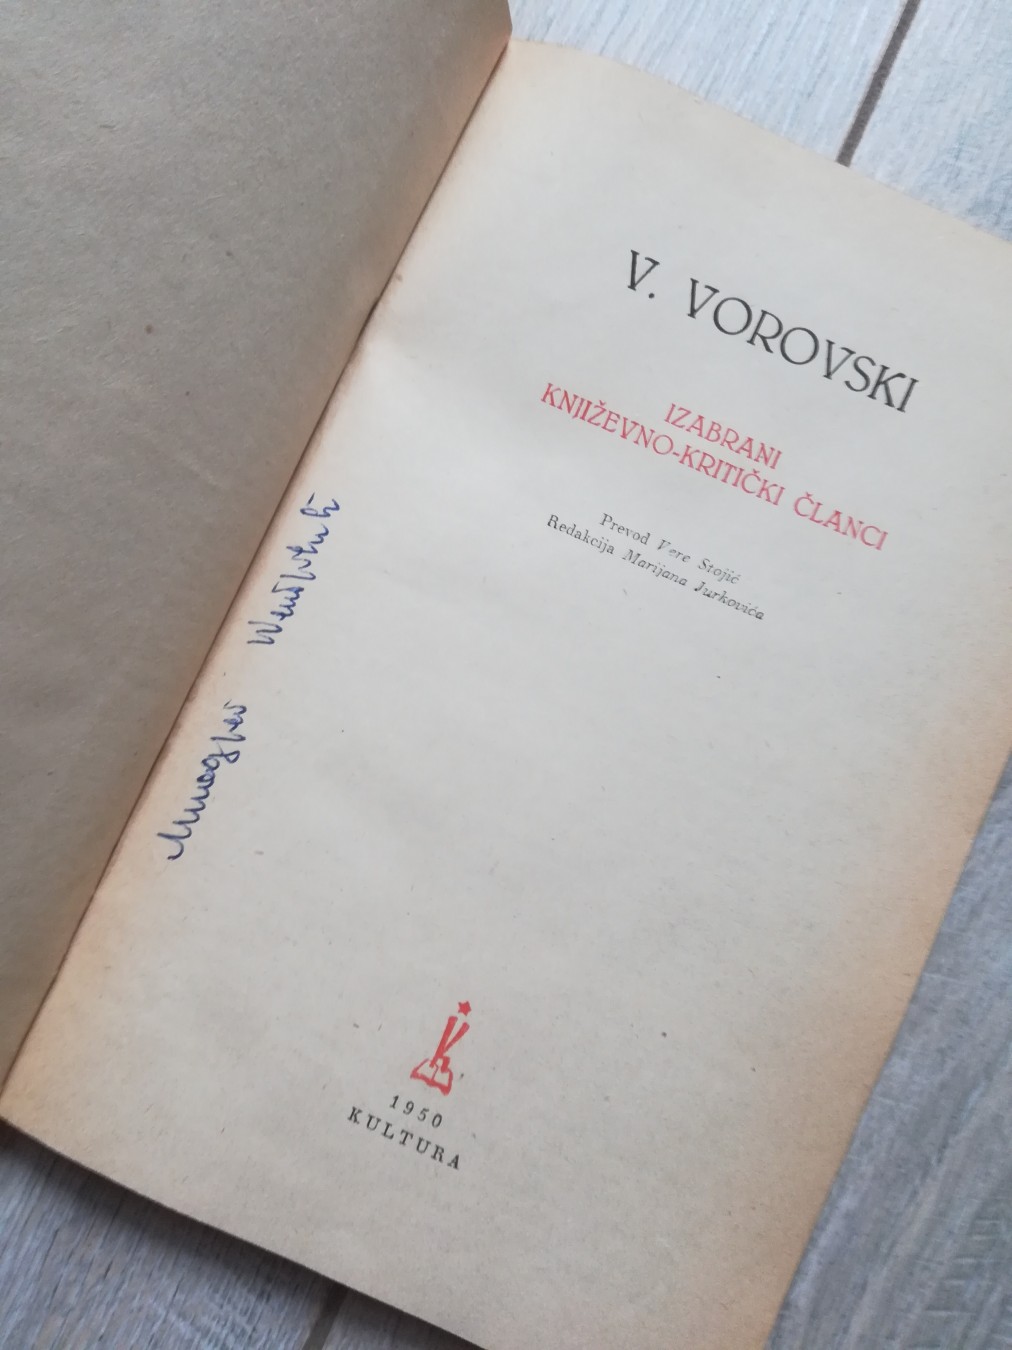 V. VOROVSKI
IZABRANI
KNJIŽEVNO-KRITIČKI ČLANCI
Prevod Vere Stojić
Redakcija Marijana Jurkovića
1950
KULTURA